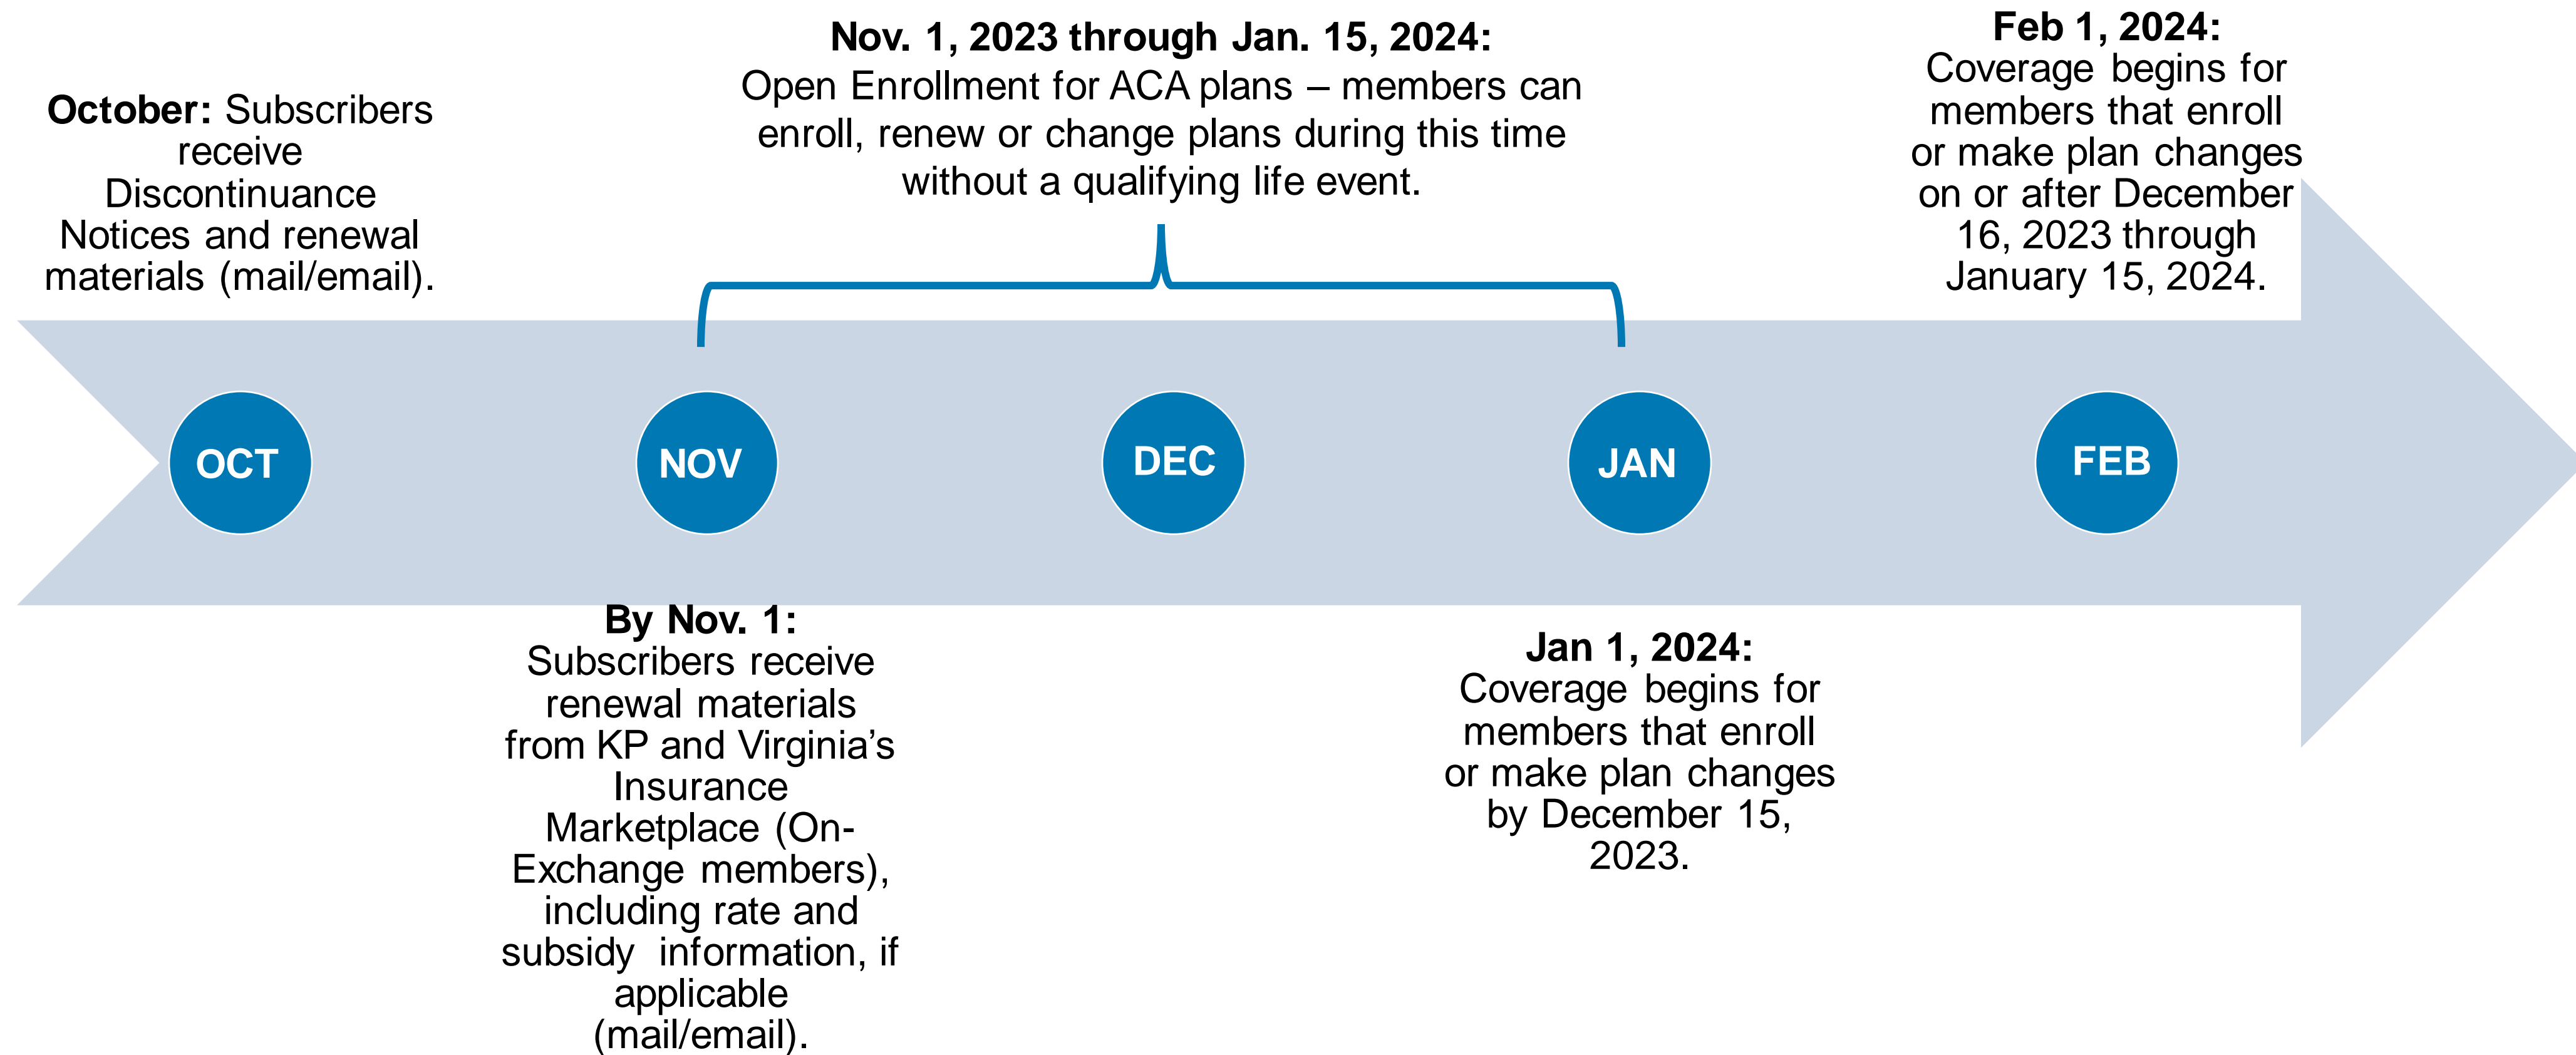 October: Subscribers
receive
Discontinuance
Notices and renewal
materials (mail/email).
Nov. 1, 2023 through Jan. 15, 2024:
Open Enrollment for ACA plans – members can
enroll, renew or change plans during this time
without a qualifying life event.
Feb 1, 2024:
Coverage begins for
members that enroll
or make plan changes
on or after December
16, 2023 through
January 15, 2024.
OCT
NOV
DEC
JAN
FEB
By Nov. 1:
Subscribers receive
renewal materials
from KP and Virginia’s
Insurance
Marketplace (On-
Exchange members),
including rate and
subsidy  information, if
applicable
(mail/email).
Jan 1, 2024:
Coverage begins for
members that enroll
or make plan changes
by December 15,
2023.